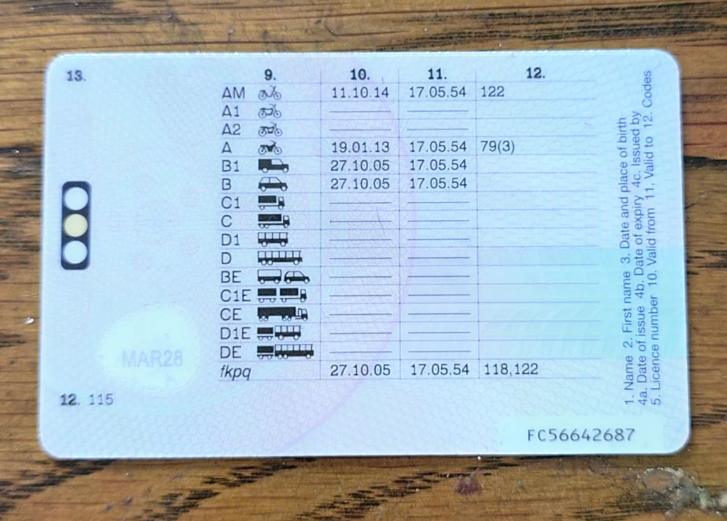 13.
9. 10. 11. 12.
AM 11.10.14 17.05.54 122
A1
A2
A 19.01.13 17.05.54 79(3)
B1 27.10.05 17.05.54
B 27.10.05 17.05.54
C1
C
D1
D
BE
C1E
CE
D1E
DE
fkpq 27.10.05 17.05.54 118,122
MAR28
12. 115
FC56642687
1. Name 2. First name 3. Date and place of birth
4a. Date of issue 4b. Date of expiry 4c. Issued by
5. Licence number 10. Valid from 11. Valid to 12. Codes